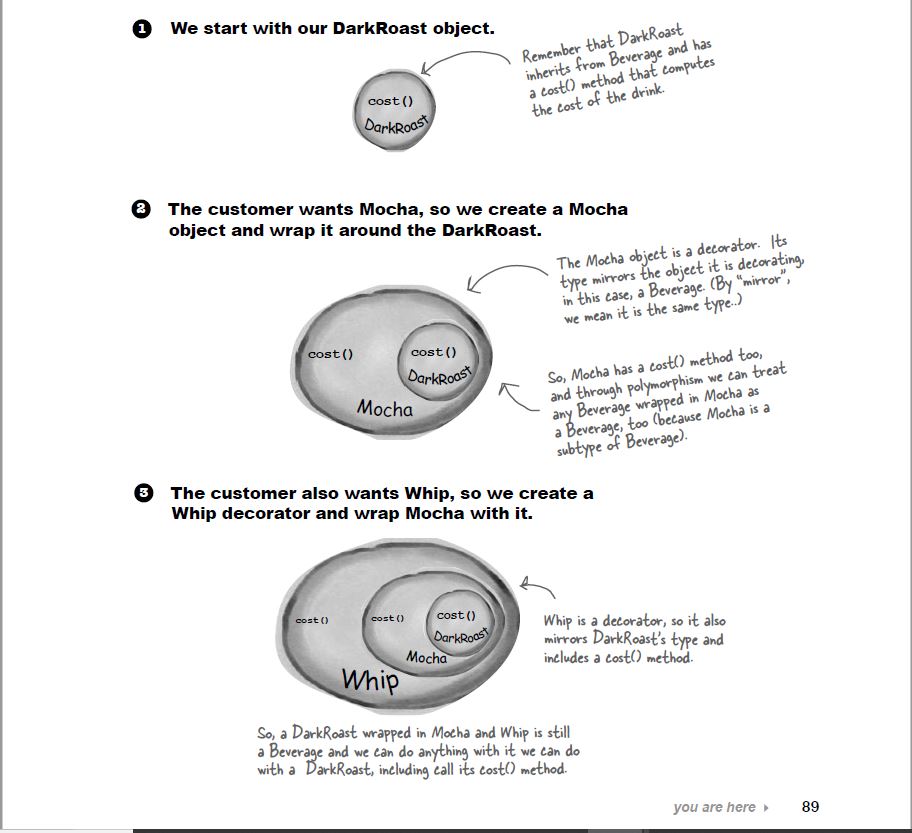 1 We start with our DarkRoast object.
Remember that DarkRoast
inherits from Beverage and has
a cost() method that computes
the cost of the drink.
cost()
DarkRoast
2 The customer wants Mocha, so we create a Mocha
object and wrap it around the DarkRoast.
The Mocha object is a decorator. Its
type mirrors the object it is decorating,
in this case, a Beverage. (By "mirror",
we mean it is the same type..)
cost()
cost()
DarkRoast
Mocha
So, Mocha has a cost() method too,
and through polymorphism we can treat
any Beverage wrapped in Mocha as
a Beverage, too (because Mocha is a
subtype of Beverage).
3 The customer also wants Whip, so we create a
Whip decorator and wrap Mocha with it.
cost()
cost()
cost()
DarkRoast
Mocha
Whip
Whip is a decorator, so it also
mirrors DarkRoast's type and
includes a cost() method.
So, a DarkRoast wrapped in Mocha and Whip is still
a Beverage and we can do anything with it we can do
with a DarkRoast, including call its cost() method.
you are here 89